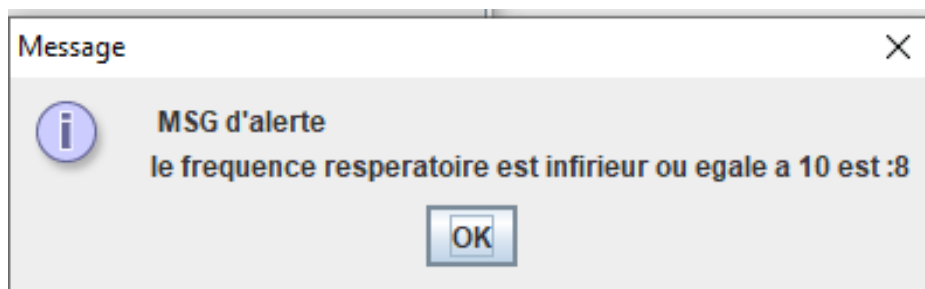 Message
MSG d'alerte
le frequence resperatoire est infirieur ou egale a 10 est :8
OK